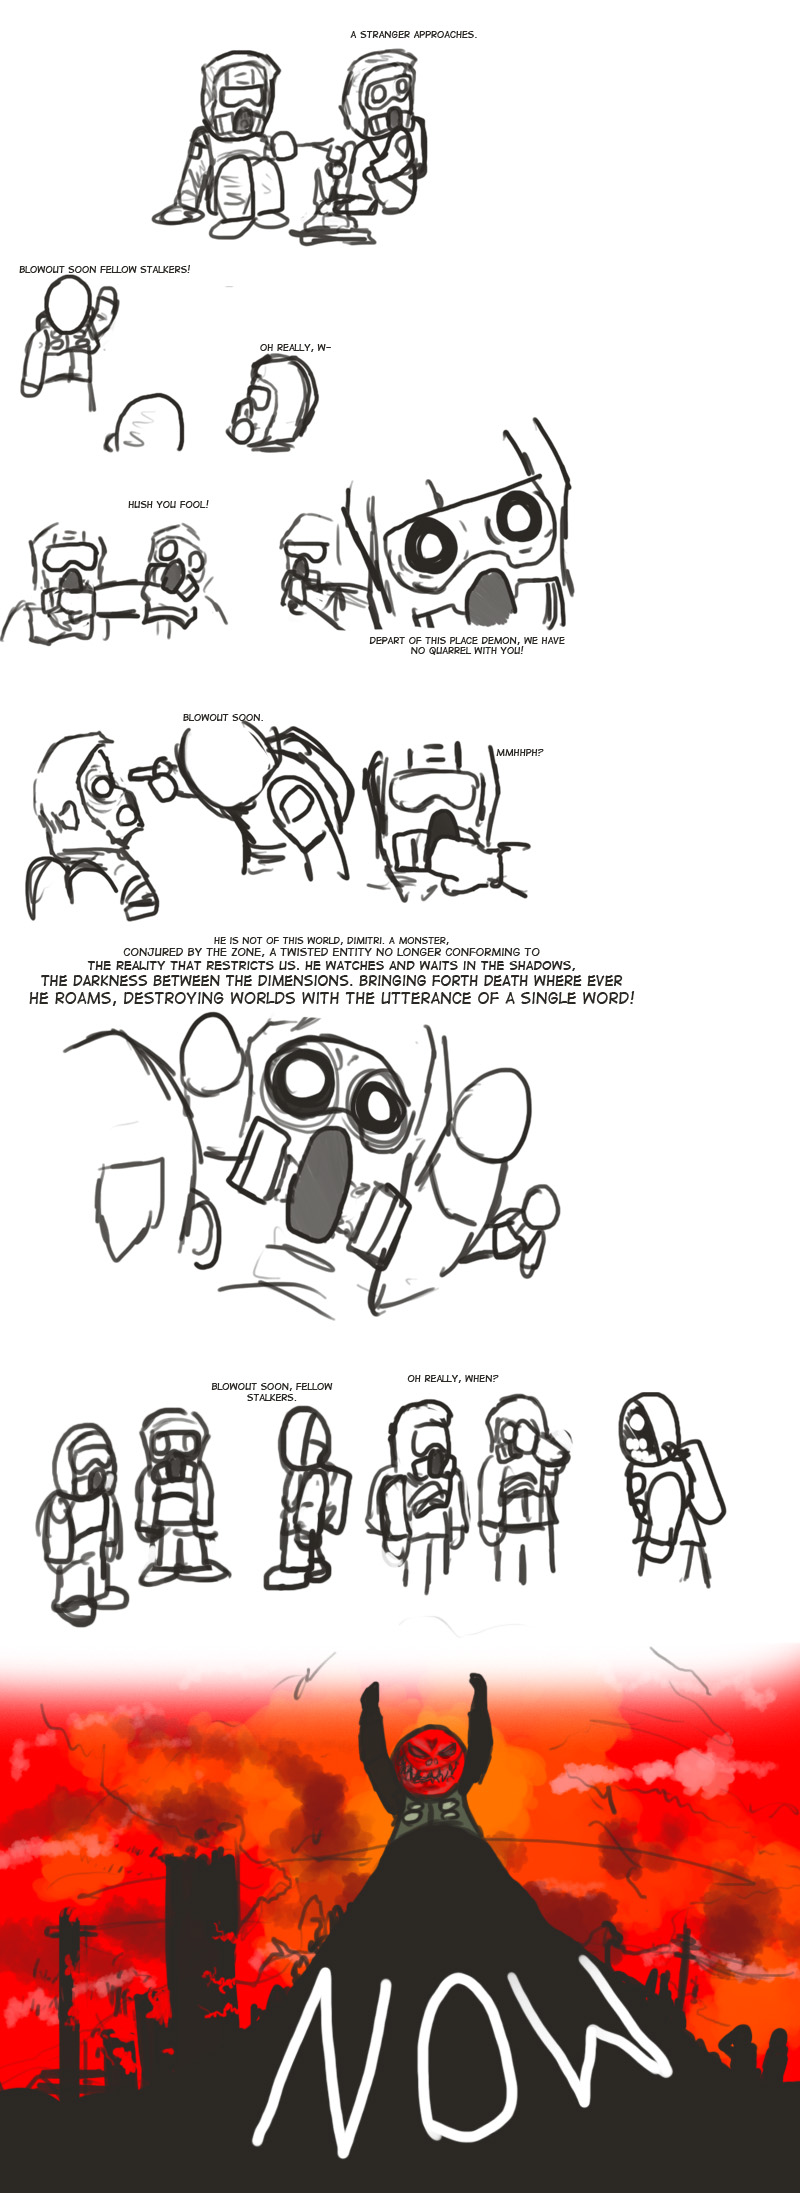 A STRANGER APPROACHES.
BLOWOUT SOON FELLOW STALKERS!
OH REALLY, W-
HUSH YOU FOOL!
DEPART OF THIS PLACE DEMON, WE HAVE
NO QUARREL WITH YOU!
BLOWOUT SOON.
MMHHPH?
HE IS NOT OF THIS WORLD, DIMITRI. A MONSTER,
CONJURED BY THE ZONE, A TWISTED ENTITY NO LONGER CONFORMING TO
THE REALITY THAT RESTRICTS US. HE WATCHES AND WAITS IN THE SHADOWS,
THE DARKNESS BETWEEN THE DIMENSIONS. BRINGING FORTH DEATH WHERE EVER
HE ROAMS, DESTROYING WORLDS WITH THE UTTERANCE OF A SINGLE WORD!
BLOWOUT SOON, FELLOW
STALKERS.
OH REALLY, WHEN?
NOW